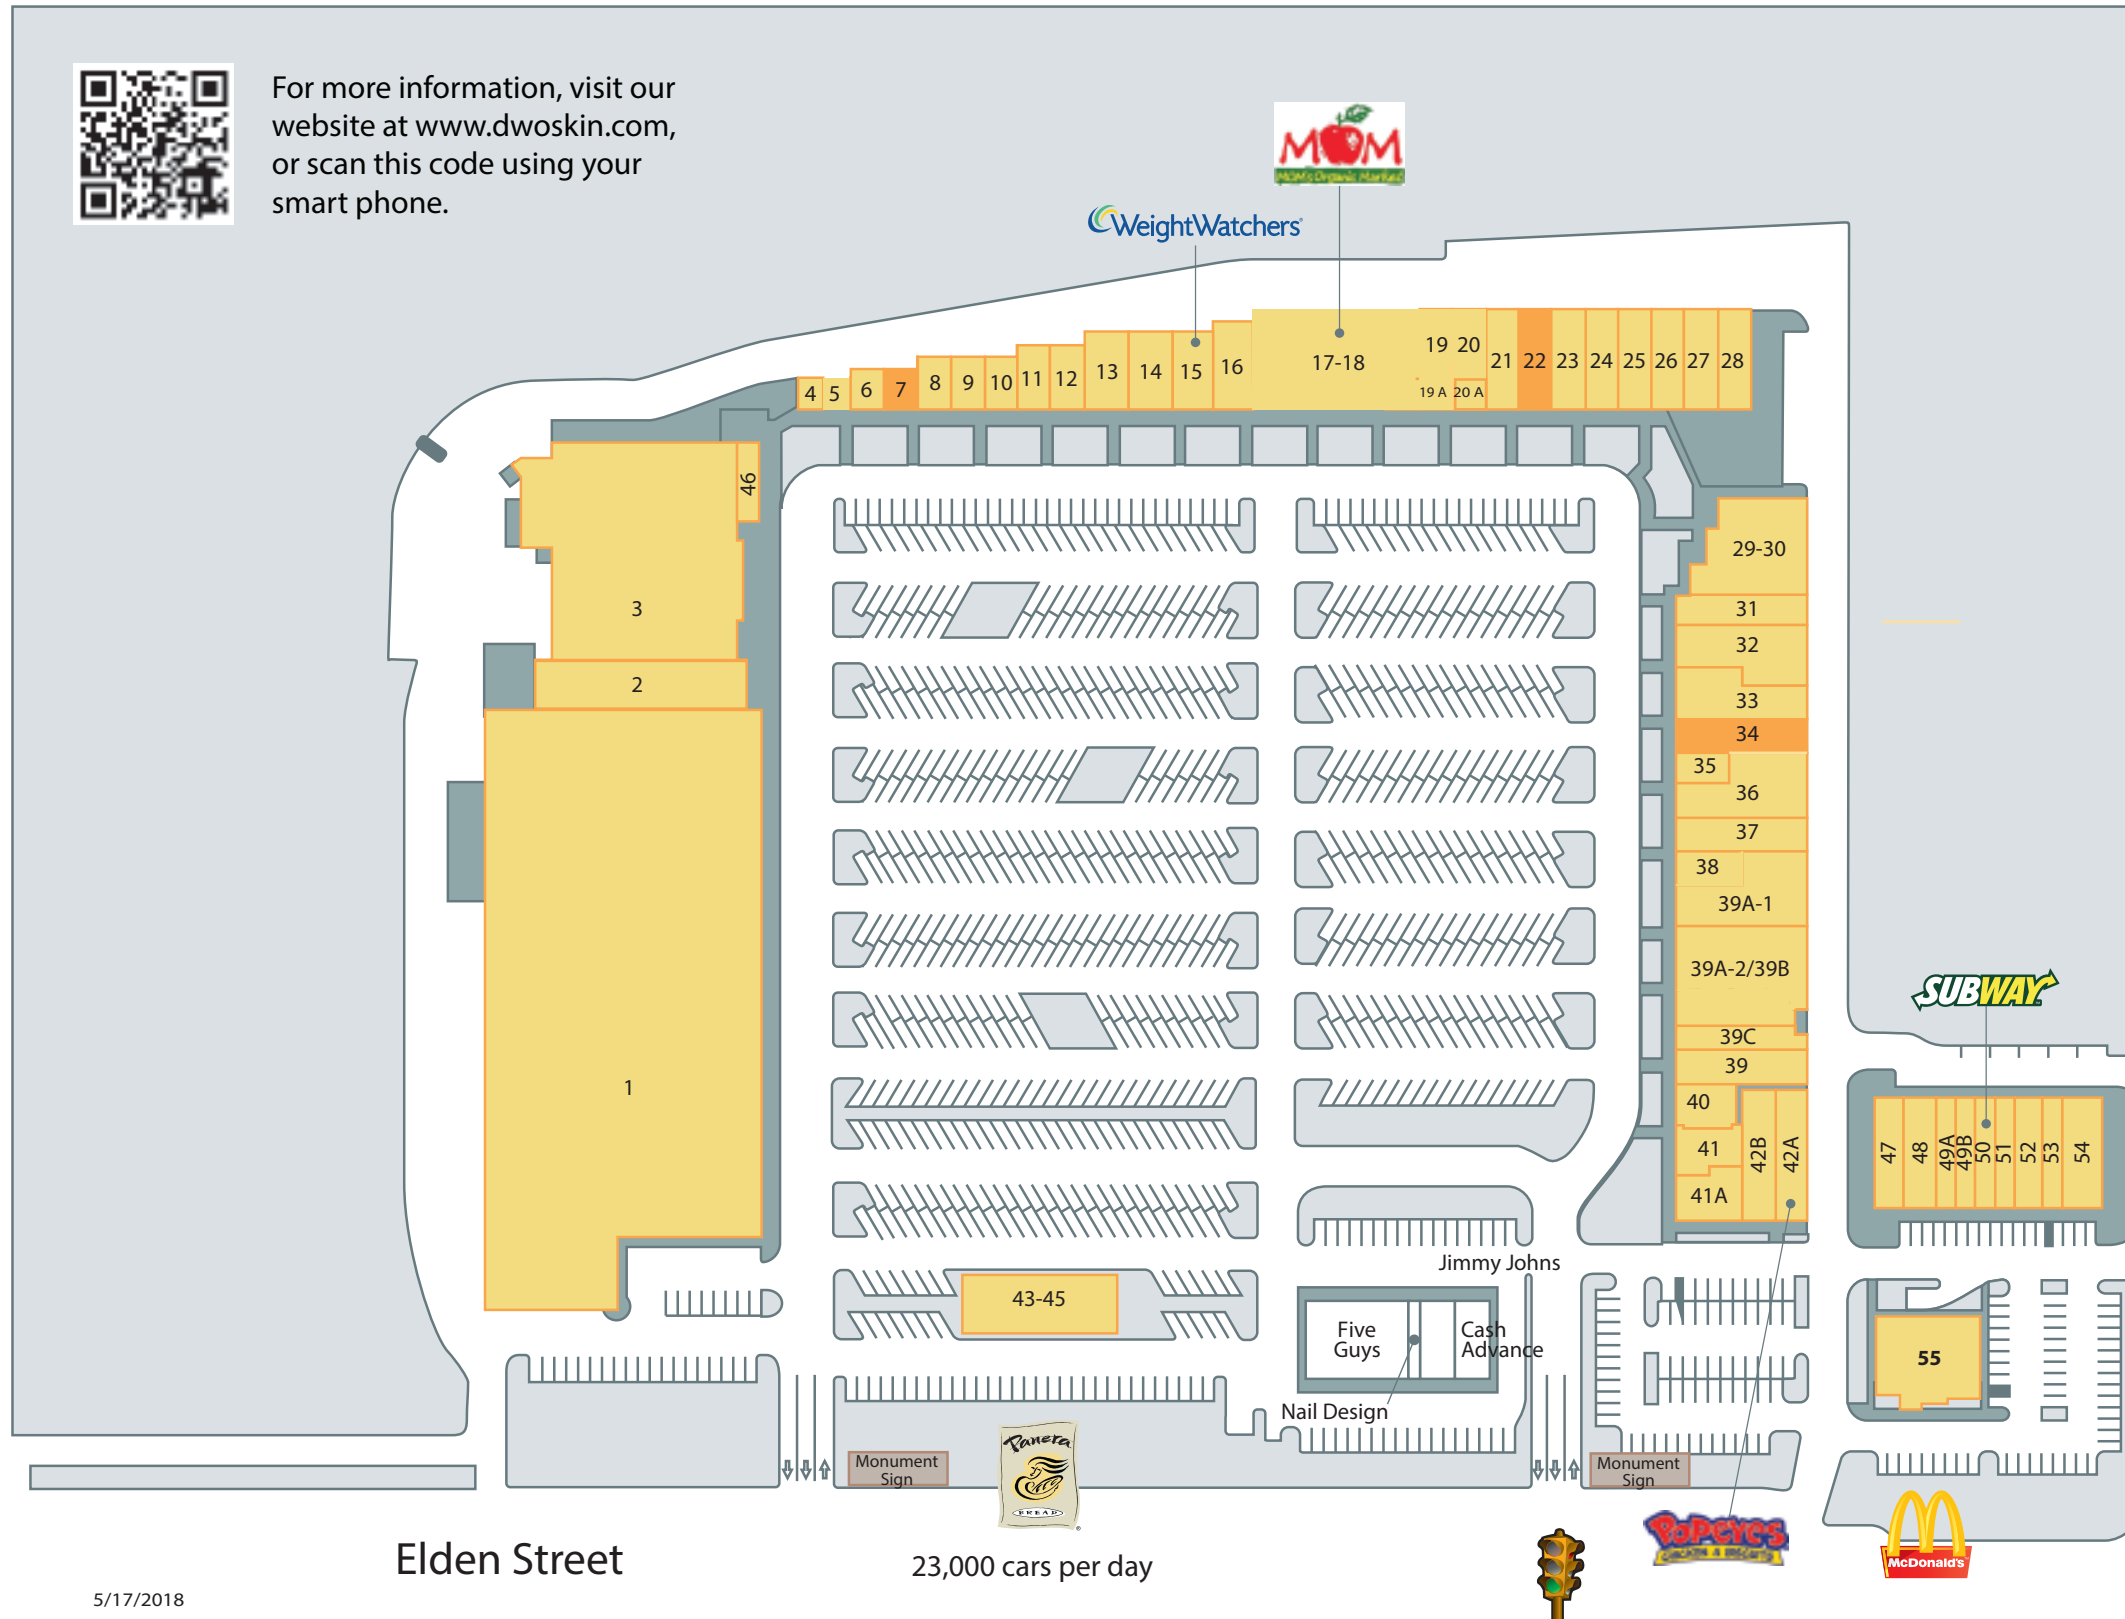 For more information, visit our
website at www.dwoskin.com,
or scan this code using your
smart phone.
MOM
MOM's Organic Market
WeightWatchers
4 5 6 7 8 9 10 11 12 13 14 15 16 17-18 19 20 21 22 23 24 25 26 27 28
19 A 20 A
46
3
2
1
29-30
31
32
33
34
35
36
37
38
39A-1
39A-2/39B
39C
39
40
41
41A
42B
42A
SUBWAY
47 48 49A 49B 50 51 52 53 54
55
43-45
Jimmy Johns
Five
Guys
Cash
Advance
Nail Design
Monument
Sign
Panera
BREAD
Monument
Sign
POPEYES
McDonald's
Elden Street
23,000 cars per day
5/17/2018